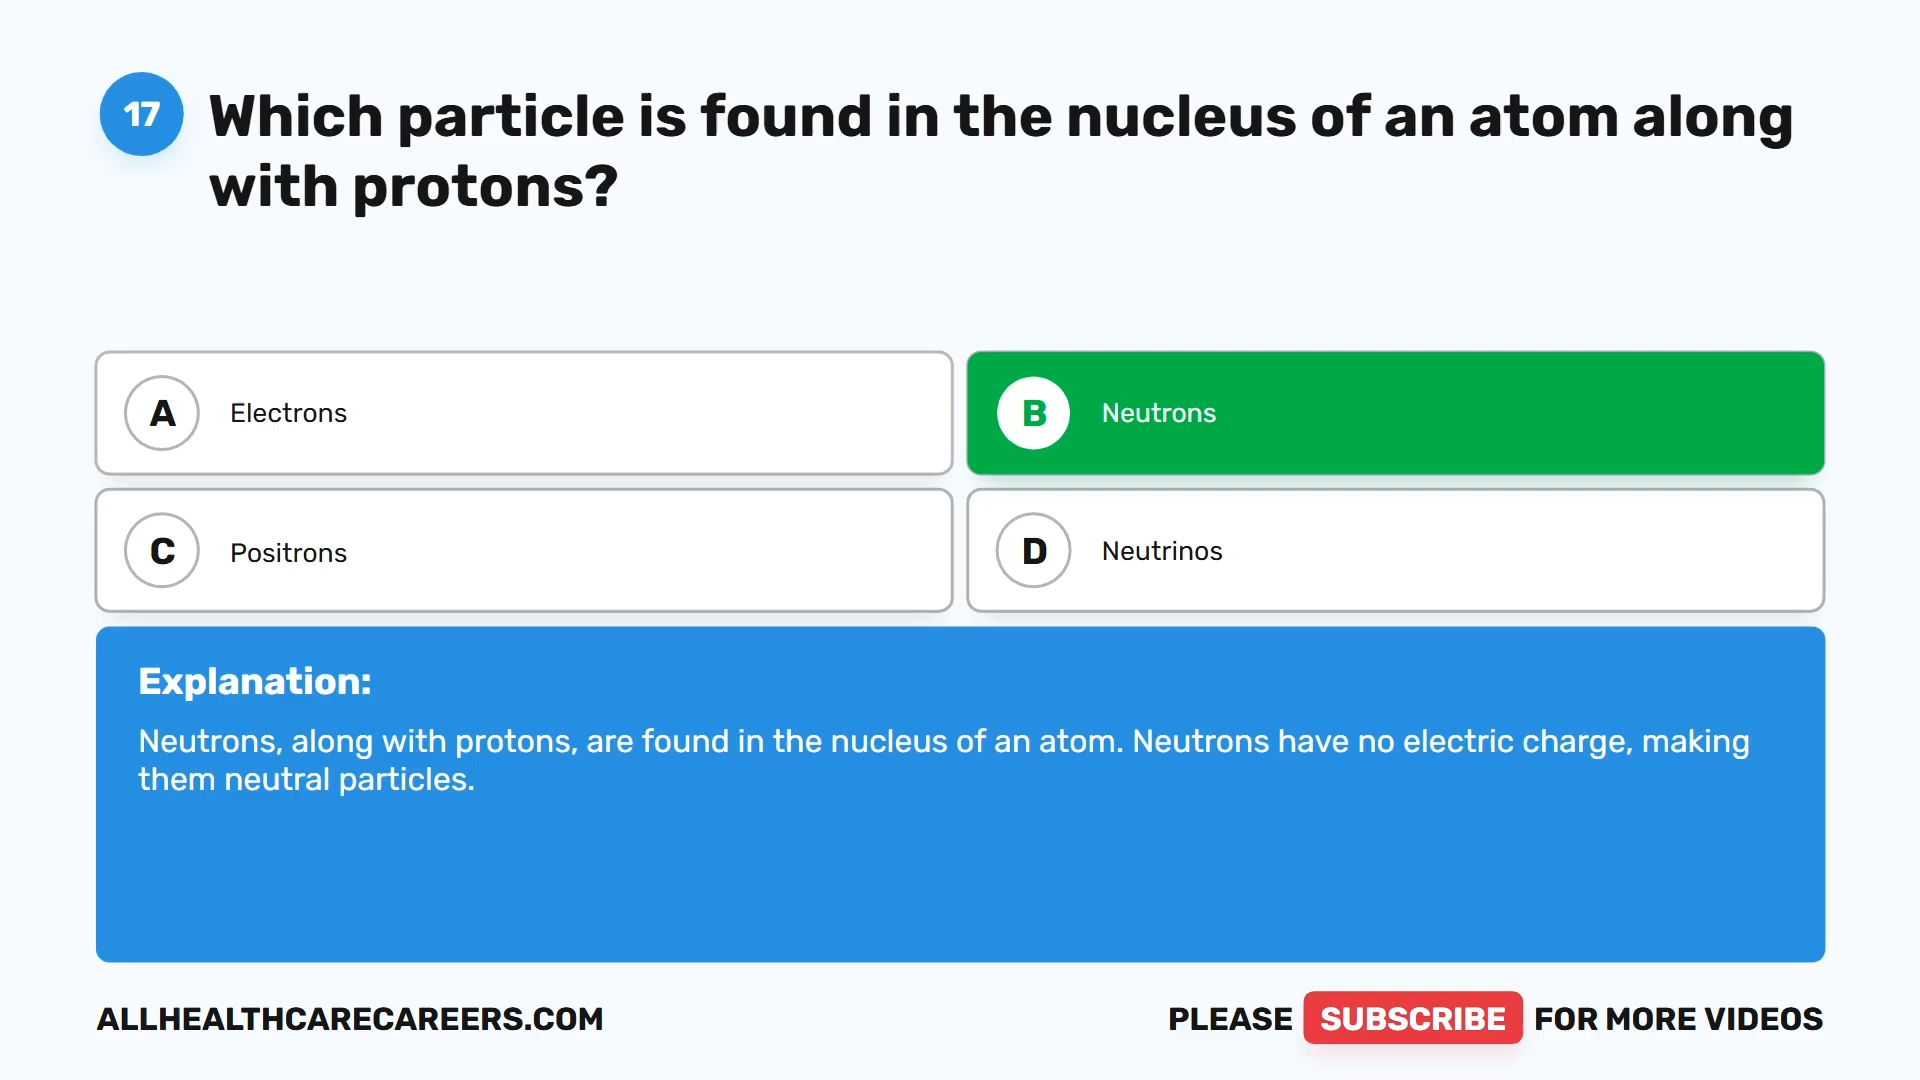 17
Which particle is found in the nucleus of an atom along
with protons?
A Electrons
B Neutrons
C Positrons
D Neutrinos
Explanation:
Neutrons, along with protons, are found in the nucleus of an atom. Neutrons have no electric charge, making
them neutral particles.
ALLHEALTHCARECAREERS.COM
PLEASE SUBSCRIBE FOR MORE VIDEOS